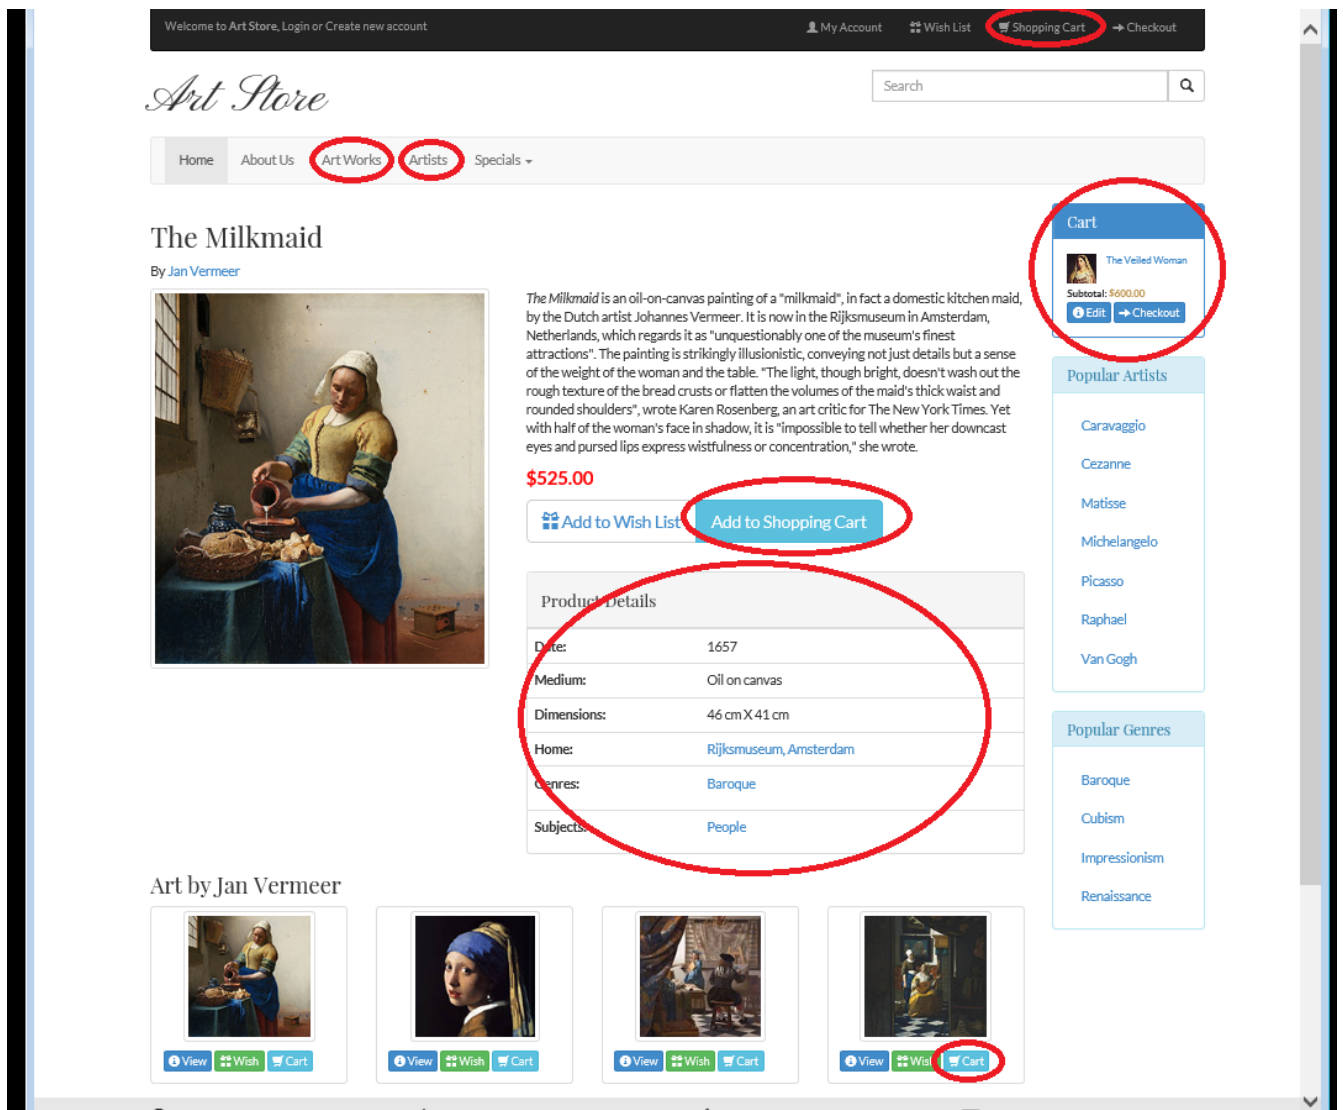 Welcome to Art Store, Login or Create new account
My Account Wish List Shopping Cart Checkout
Art Store
Search
Home About Us Art Works Artists Specials
The Milkmaid
By Jan Vermeer
The Milkmaid is an oil-on-canvas painting of a "milkmaid", in fact a domestic kitchen maid,
by the Dutch artist Johannes Vermeer. It is now in the Rijksmuseum in Amsterdam,
Netherlands, which regards it as "unquestionably one of the museum's finest
attractions". The painting is strikingly illusionistic, conveying not just details but a sense
of the weight of the woman and the table. "The light, though bright, doesn't wash out the
rough texture of the bread crusts or flatten the volumes of the maid's thick waist and
rounded shoulders", wrote Karen Rosenberg, an art critic for The New York Times. Yet
with half of the woman's face in shadow, it is "impossible to tell whether her downcast
eyes and pursed lips express wistfulness or concentration," she wrote.
$525.00
Add to Wish List Add to Shopping Cart
Product Details
Date: 1657
Medium: Oil on canvas
Dimensions: 46 cm X 41 cm
Home: Rijksmuseum, Amsterdam
Genres: Baroque
Subjects: People
Cart
The Veiled Woman
Subtotal: $600.00
Edit Checkout
Popular Artists
Caravaggio
Cezanne
Matisse
Michelangelo
Picasso
Raphael
Van Gogh
Popular Genres
Baroque
Cubism
Impressionism
Renaissance
Art by Jan Vermeer
View Wish Cart
View Wish Cart
View Wish Cart
View Wish Cart